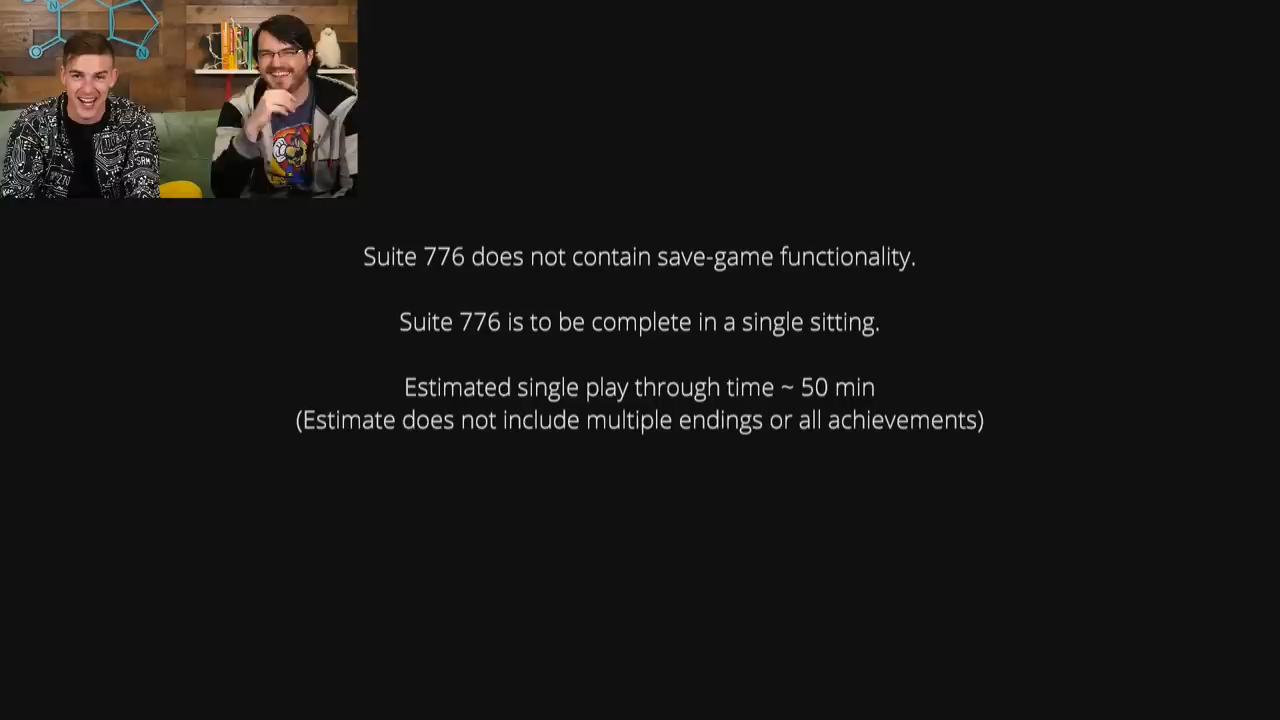 Suite 776 does not contain save-game functionality.
Suite 776 is to be complete in a single sitting.
Estimated single play through time ~ 50 min
(Estimate does not include multiple endings or all achievements)
N
O
N
SRM